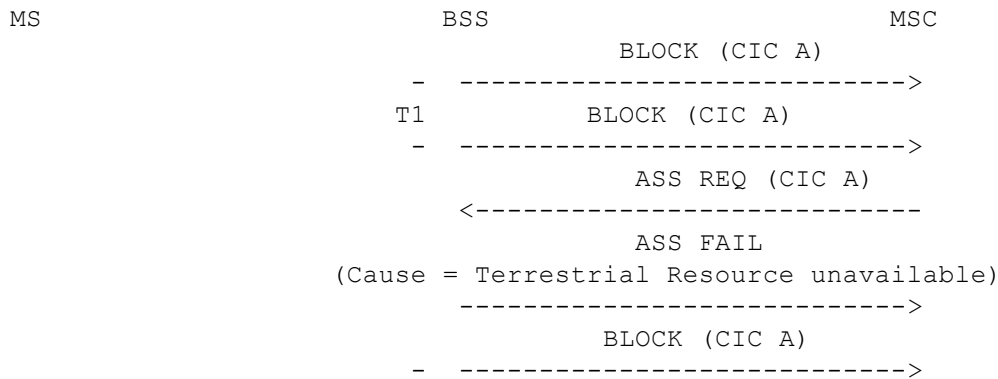 MS BSS MSC
BLOCK (CIC A)
- ---------------------------->
T1 BLOCK (CIC A)
- ---------------------------->
ASS REQ (CIC A)
<----------------------------
ASS FAIL
(Cause = Terrestrial Resource unavailable)
---------------------------->
BLOCK (CIC A)
- ---------------------------->